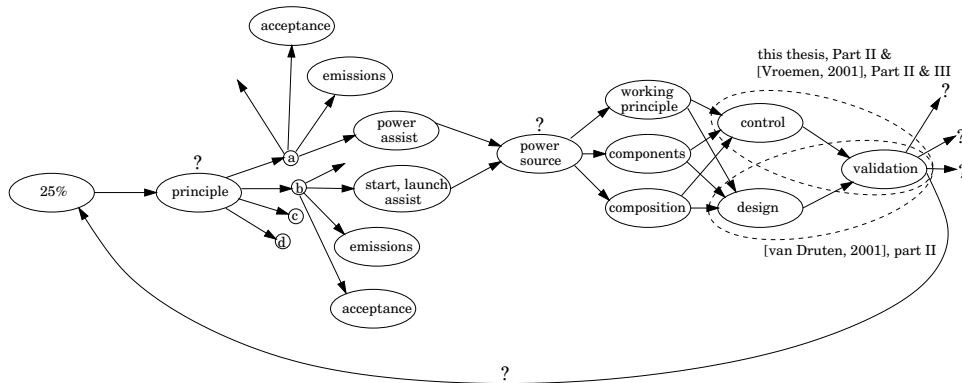 acceptance
emissions
this thesis, Part II &
[Vroemen, 2001], Part II & III
?
working
principle
power
assist
?
control
?
a
?
power
source
components
?
validation
?
25%
principle
b
start, launch
assist
composition
design
c
d
emissions
[van Druten, 2001], part II
acceptance
?